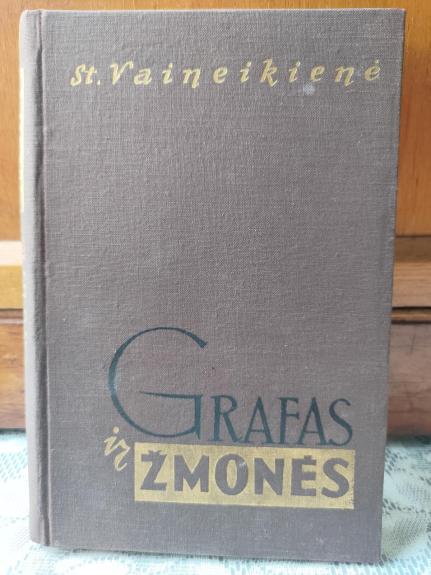 St. Vaineikienė
GRAFAS
ir
ŽMONĖS